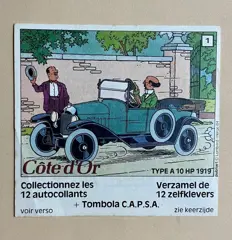 1
Côte d'Or
TYPE A 10 HP 1919
Collectionnez les
12 autocollants
Verzamel de
12 zelfklevers
+ Tombola C.A.P.S.A.
voir verso
zie keerzijde